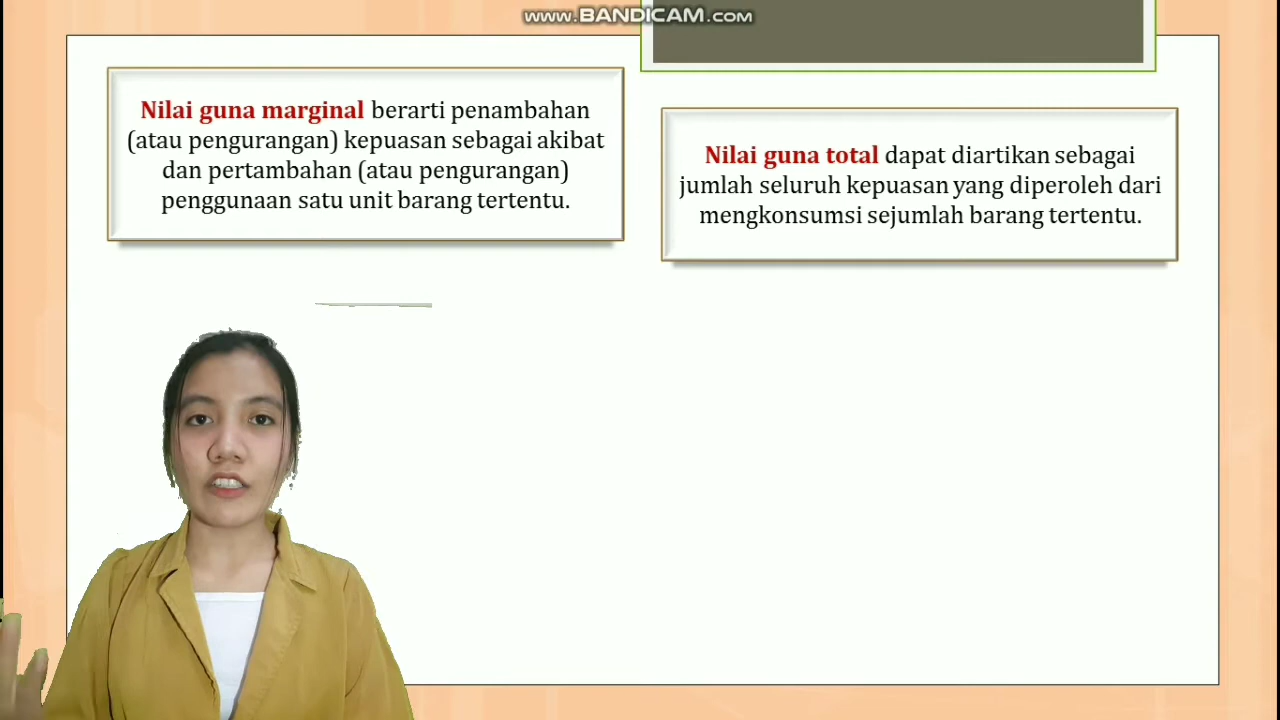 www.BANDICAM.com
Nilai guna marginal berarti penambahan
(atau pengurangan) kepuasan sebagai akibat
dan pertambahan (atau pengurangan)
penggunaan satu unit barang tertentu.
Nilai guna total dapat diartikan sebagai
jumlah seluruh kepuasan yang diperoleh dari
mengkonsumsi sejumlah barang tertentu.